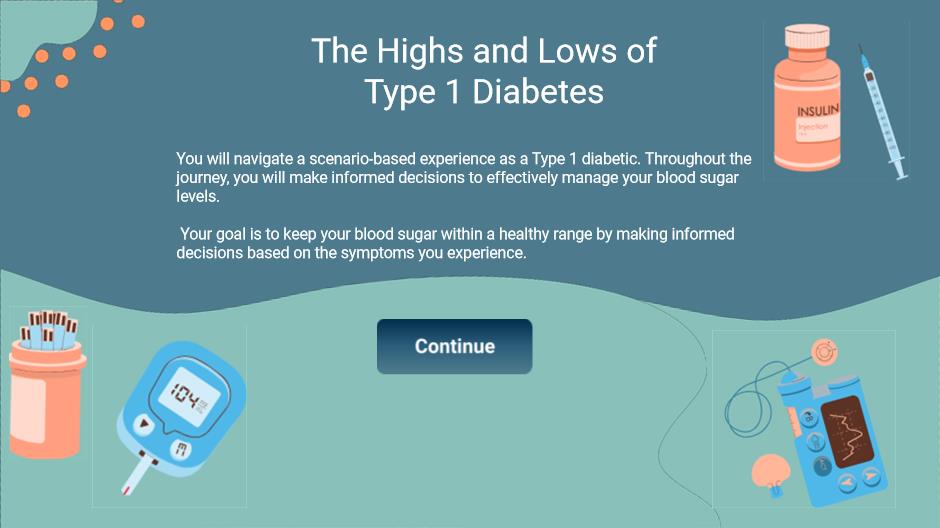 The Highs and Lows of
Type 1 Diabetes
INSULIN
Injection
You will navigate a scenario-based experience as a Type 1 diabetic. Throughout the
journey, you will make informed decisions to effectively manage your blood sugar
levels.
Your goal is to keep your blood sugar within a healthy range by making informed
decisions based on the symptoms you experience.
Continue
104